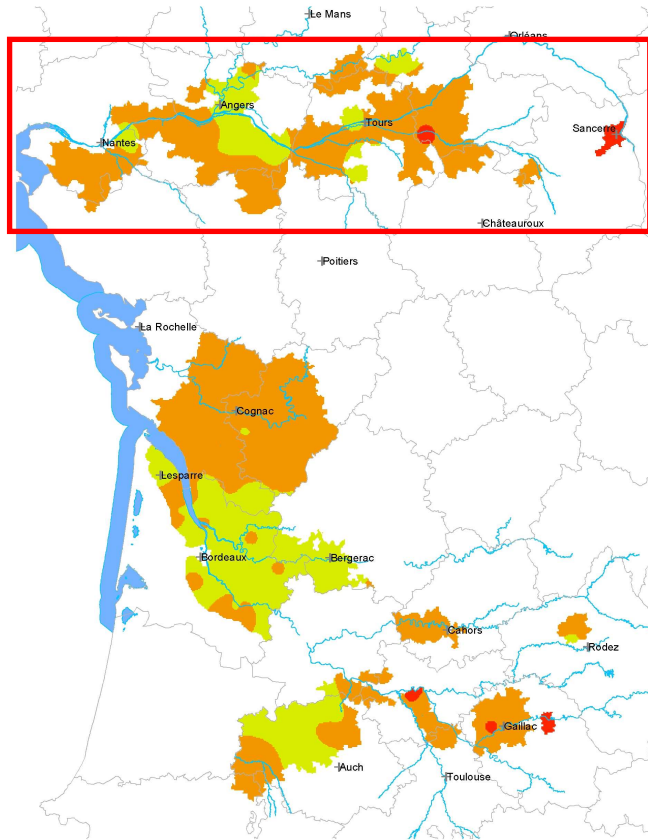 Le Mans
Orléans
Angers
Tours
Sancerre
Nantes
Châteauroux
Poitiers
La Rochelle
Cognac
Lesparre
Bordeaux
Bergerac
Cahors
Rodez
Gaillac
Auch
Toulouse